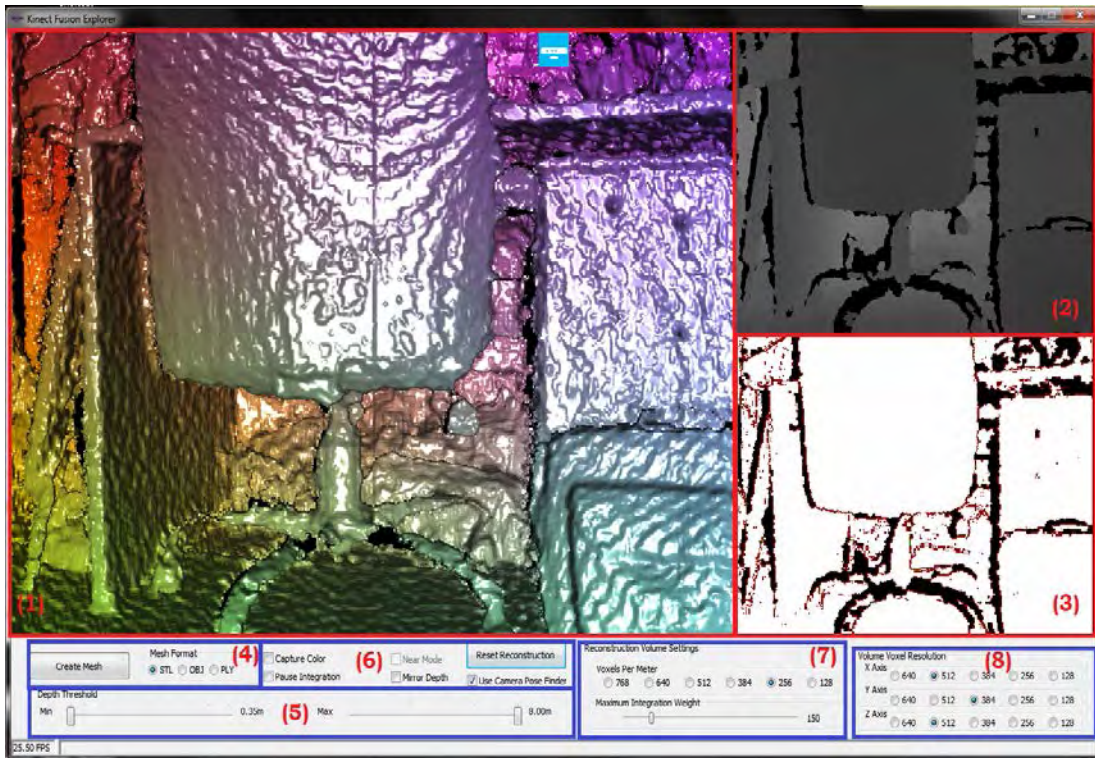 Kinect Fusion Explorer
(1)
(2)
(3)
Create Mesh
Mesh Format
(4)
STL OBJ PLY
Capture Color
(6)
Near Mode
Reset Reconstruction
Pause Integration
Mirror Depth
Use Camera Pose Finder
Depth Threshold
Min 0.35m Max 8.00m
(5)
Reconstruction Volume Settings
(7)
Voxels Per Meter
768 640 512 384 256 128
Maximum Integration Weight
150
Volume Voxel Resolution
(8)
X Axis
640 512 384 256 128
Y Axis
640 512 384 256 128
Z Axis
640 512 384 256 128
25.50 FPS